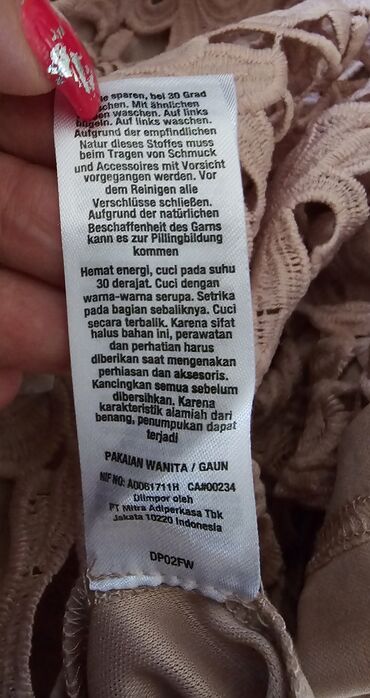 sparen, bei 30 Grad
Mit ähnlichen
waschen. Auf links
bügeln. Auf links waschen.
Aufgrund der empfindlichen
Natur dieses Stoffes muss
beim Tragen von Schmuck
und Accessoires mit Vorsicht
vorgegangen werden. Vor
dem Reinigen alle
Verschlüsse schließen.
Aufgrund der natürlichen
Beschaffenheit des Garns
kann es zur Pillingbildung
kommen
Hemat energi, cuci pada suhu
30 derajat. Cuci dengan
warna-warna serupa. Setrika
pada bagian sebaliknya. Cuci
secara terbalik. Karena sifat
halus bahan ini, perawatan
dan perhatian harus
diberikan saat mengenakan
perhiasan dan aksesoris.
Kancingkan semua sebelum
dibersihkan. Karena
karakteristik alamiah dari
benang, penumpukan dapat
terjadi
PAKAIAN WANITA / GAUN
NIF NO: A0061711H CA#00234
Diimpor oleh
PT Mitra Adiperkasa Tbk
Jakata 10220 Indonesia
DP02FW